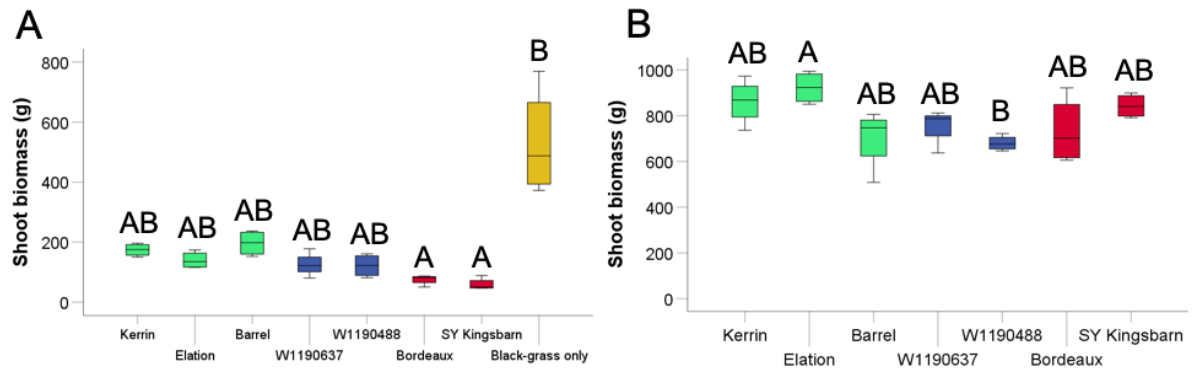 A
Shoot biomass (g)
800
600
400
200
0
AB
AB
AB
AB
AB
A
A
B
Kerrin
Elation
Barrel
W1190637
W1190488
Bordeaux
SY Kingsbarn
Black-grass only
B
Shoot biomass (g)
1000
800
600
400
200
0
AB
A
AB
AB
B
AB
AB
Kerrin
Elation
Barrel
W1190637
W1190488
Bordeaux
SY Kingsbarn